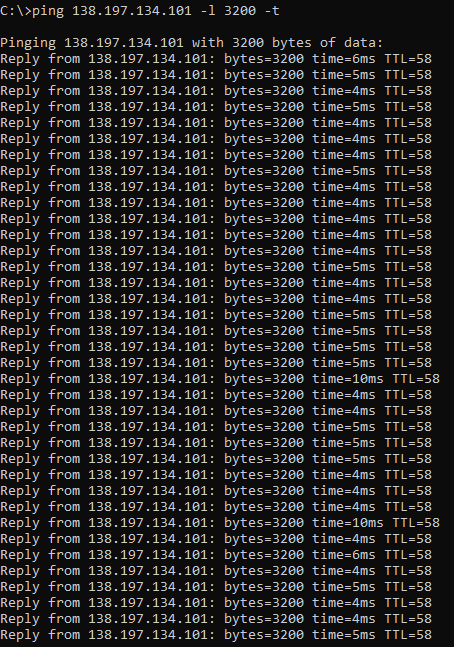 C:\>ping 138.197.134.101 -l 3200 -t

Pinging 138.197.134.101 with 3200 bytes of data:
Reply from 138.197.134.101: bytes=3200 time=6ms TTL=58
Reply from 138.197.134.101: bytes=3200 time=5ms TTL=58
Reply from 138.197.134.101: bytes=3200 time=4ms TTL=58
Reply from 138.197.134.101: bytes=3200 time=5ms TTL=58
Reply from 138.197.134.101: bytes=3200 time=4ms TTL=58
Reply from 138.197.134.101: bytes=3200 time=4ms TTL=58
Reply from 138.197.134.101: bytes=3200 time=4ms TTL=58
Reply from 138.197.134.101: bytes=3200 time=5ms TTL=58
Reply from 138.197.134.101: bytes=3200 time=4ms TTL=58
Reply from 138.197.134.101: bytes=3200 time=4ms TTL=58
Reply from 138.197.134.101: bytes=3200 time=4ms TTL=58
Reply from 138.197.134.101: bytes=3200 time=4ms TTL=58
Reply from 138.197.134.101: bytes=3200 time=4ms TTL=58
Reply from 138.197.134.101: bytes=3200 time=5ms TTL=58
Reply from 138.197.134.101: bytes=3200 time=4ms TTL=58
Reply from 138.197.134.101: bytes=3200 time=4ms TTL=58
Reply from 138.197.134.101: bytes=3200 time=5ms TTL=58
Reply from 138.197.134.101: bytes=3200 time=5ms TTL=58
Reply from 138.197.134.101: bytes=3200 time=5ms TTL=58
Reply from 138.197.134.101: bytes=3200 time=5ms TTL=58
Reply from 138.197.134.101: bytes=3200 time=10ms TTL=58
Reply from 138.197.134.101: bytes=3200 time=4ms TTL=58
Reply from 138.197.134.101: bytes=3200 time=4ms TTL=58
Reply from 138.197.134.101: bytes=3200 time=5ms TTL=58
Reply from 138.197.134.101: bytes=3200 time=5ms TTL=58
Reply from 138.197.134.101: bytes=3200 time=5ms TTL=58
Reply from 138.197.134.101: bytes=3200 time=4ms TTL=58
Reply from 138.197.134.101: bytes=3200 time=4ms TTL=58
Reply from 138.197.134.101: bytes=3200 time=4ms TTL=58
Reply from 138.197.134.101: bytes=3200 time=10ms TTL=58
Reply from 138.197.134.101: bytes=3200 time=4ms TTL=58
Reply from 138.197.134.101: bytes=3200 time=6ms TTL=58
Reply from 138.197.134.101: bytes=3200 time=4ms TTL=58
Reply from 138.197.134.101: bytes=3200 time=5ms TTL=58
Reply from 138.197.134.101: bytes=3200 time=4ms TTL=58
Reply from 138.197.134.101: bytes=3200 time=4ms TTL=58
Reply from 138.197.134.101: bytes=3200 time=5ms TTL=58